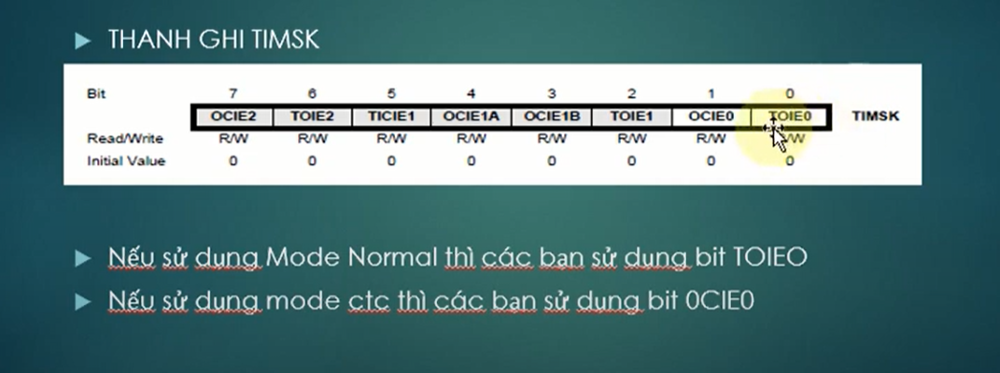 THANH GHI TIMSK
Bit 7 6 5 4 3 2 1 0
OCIE2 TOIE2 TICIE1 OCIE1A OCIE1B TOIE1 OCIE0 TOIE0 TIMSK
Read/Write R/W R/W R/W R/W R/W R/W R/W R/W
Initial Value 0 0 0 0 0 0 0 0
Nếu sử dụng Mode Normal thì các bạn sử dụng bit TOIEO
Nếu sử dụng mode ctc thì các bạn sử dụng bit 0CIE0